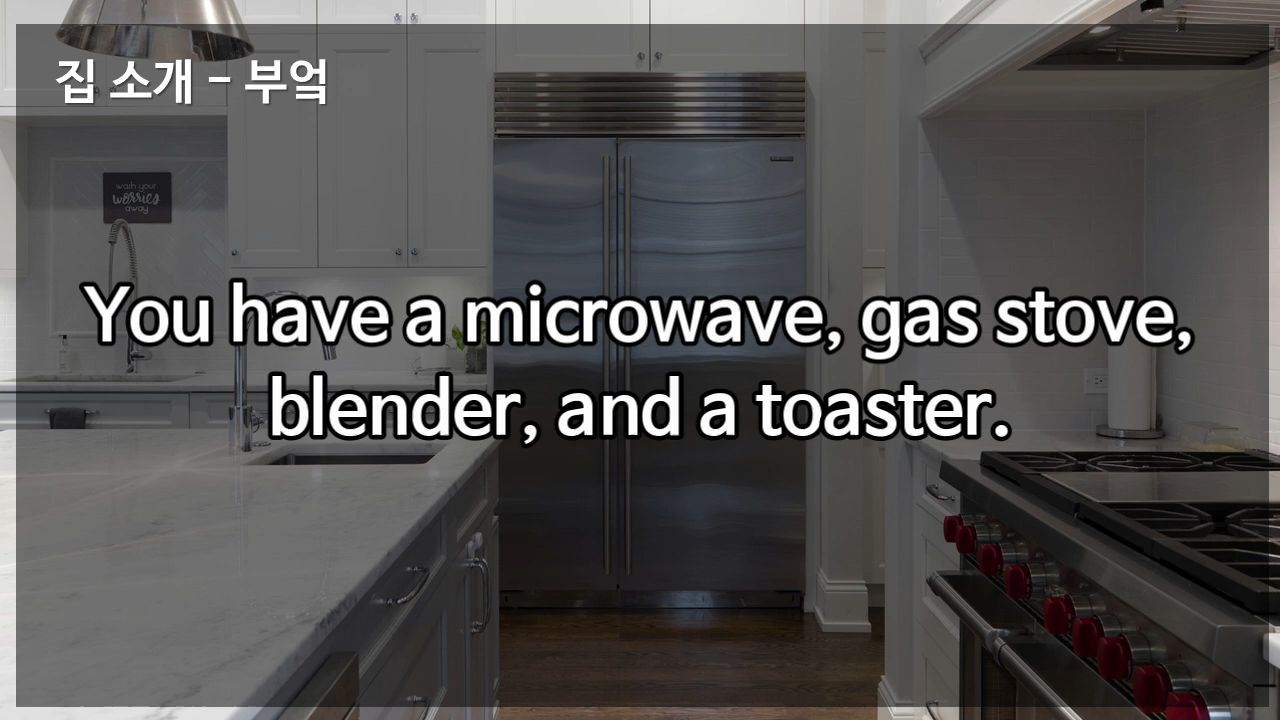 집 소개 - 부엌
wash your
worries
away
You have a microwave, gas stove,
blender, and a toaster.